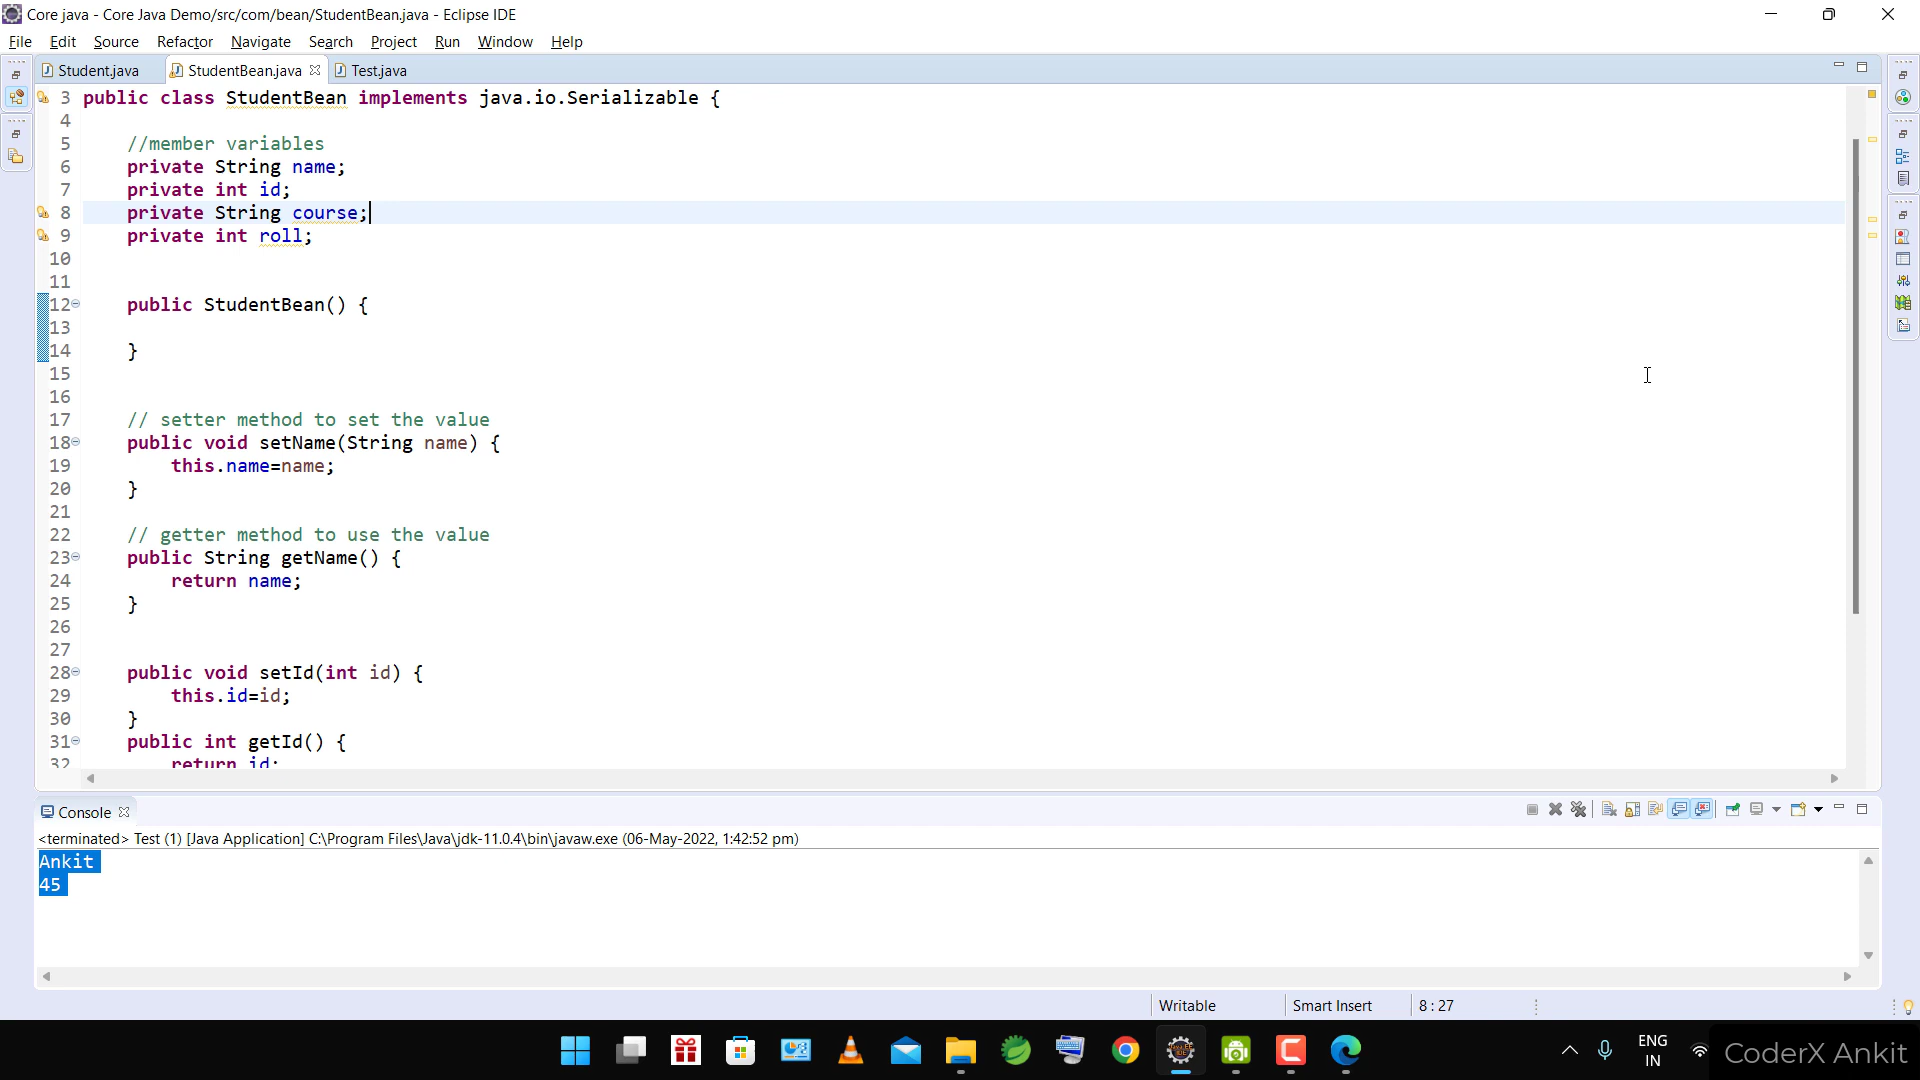 Core java - Core Java Demo/src/com/bean/StudentBean.java - Eclipse IDE
File Edit Source Refactor Navigate Search Project Run Window Help
Student.java StudentBean.java Test.java
3 public class StudentBean implements java.io.Serializable {
4
5 //member variables
6 private String name;
7 private int id;
8 private String course;
9 private int roll;
10
11
12 public StudentBean() {
13
14 }
15
16
17 // setter method to set the value
18 public void setName(String name) {
19 this.name=name;
20 }
21
22 // getter method to use the value
23 public String getName() {
24 return name;
25 }
26
27
28 public void setId(int id) {
29 this.id=id;
30 }
31 public int getId() {
32 return id;
Console
<terminated> Test (1) [Java Application] C:\Program Files\Java\jdk-11.0.4\bin\javaw.exe (06-May-2022, 1:42:52 pm)
Ankit
45
Writable Smart Insert 8 : 27
ENG
IN
CoderX Ankit